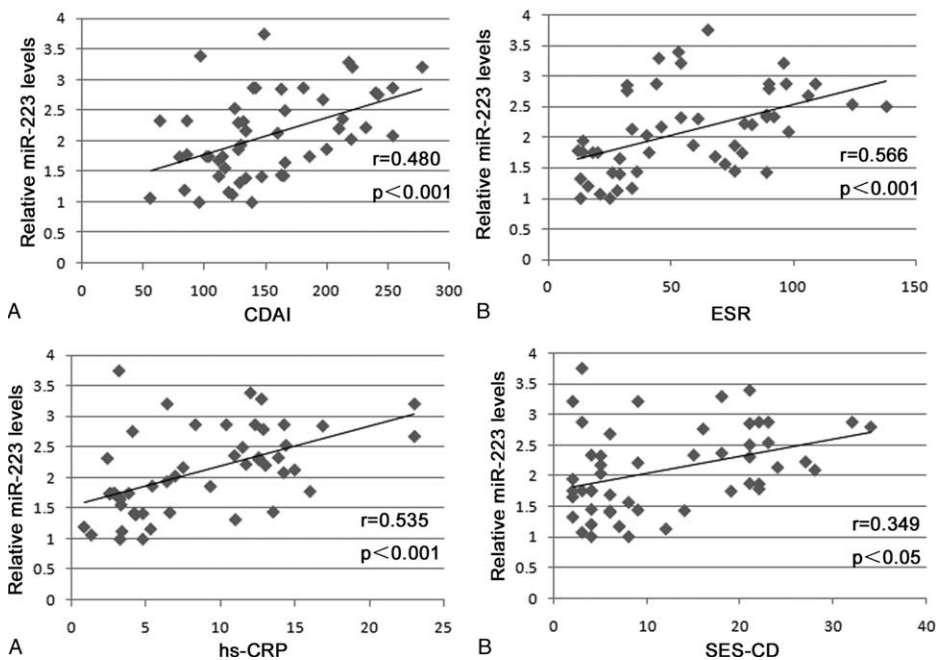 Relative miR-223 levels
4
3.5
3
2.5
2
1.5
1
0.5
0
0 50 100 150 200 250 300
r=0.480
p＜0.001
A
CDAI
Relative miR-223 levels
4
3.5
3
2.5
2
1.5
1
0.5
0
0 50 100 150
r=0.566
p＜0.001
B
ESR
Relative miR-223 levels
4
3.5
3
2.5
2
1.5
1
0.5
0
0 5 10 15 20 25
r=0.535
p＜0.001
A
hs-CRP
Relative miR-223 levels
4
3.5
3
2.5
2
1.5
1
0.5
0
0 10 20 30 40
r=0.349
p＜0.05
B
SES-CD